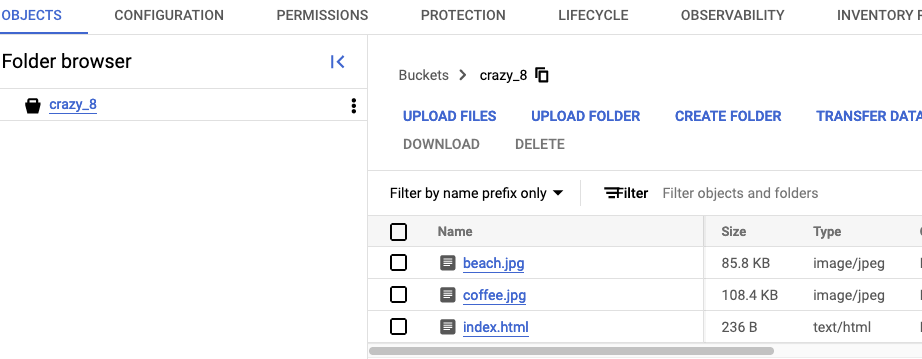 OBJECTS CONFIGURATION PERMISSIONS PROTECTION LIFECYCLE OBSERVABILITY INVENTORY
Folder browser
crazy_8
Buckets crazy_8
UPLOAD FILES UPLOAD FOLDER CREATE FOLDER TRANSFER DATA
DOWNLOAD DELETE
Filter by name prefix only Filter Filter objects and folders
Name Size Type
beach.jpg 85.8 KB image/jpeg
coffee.jpg 108.4 KB image/jpeg
index.html 236 B text/html